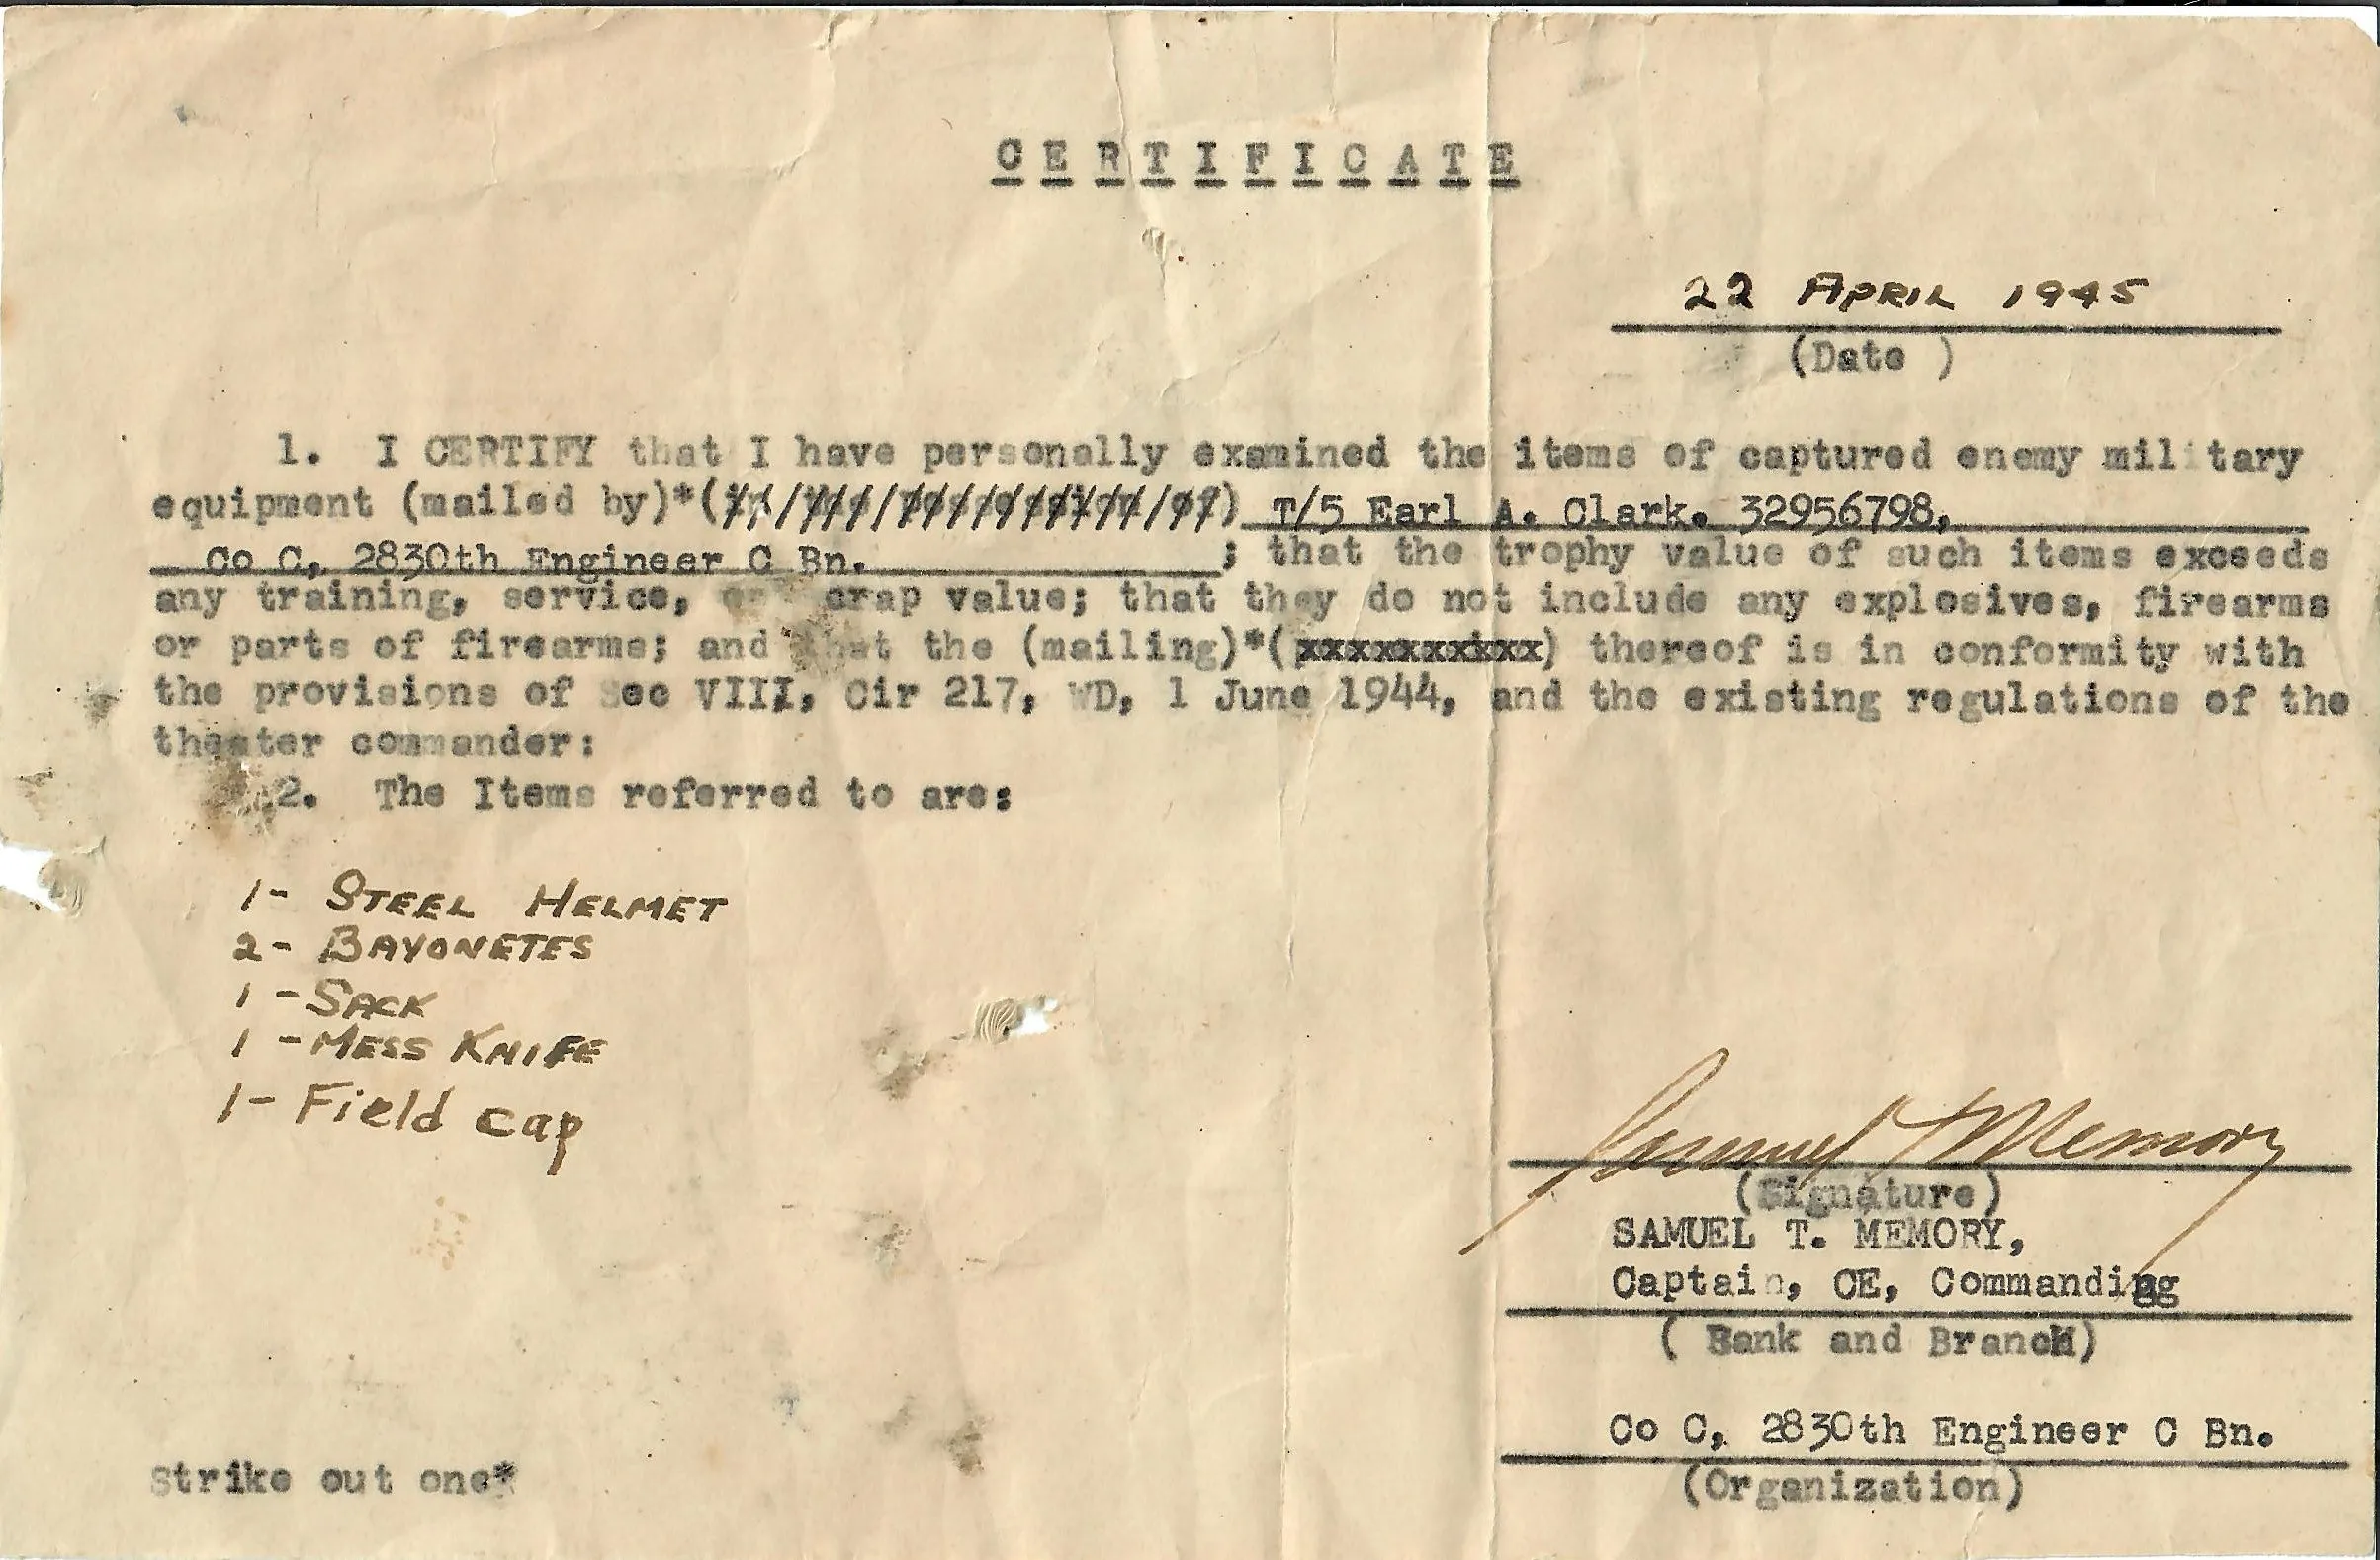 CERTIFICATE
22 APRIL 1945
(Date )
1. I CERTIFY that I have personally examined the items of captured enemy military
equipment (mailed by)*( ) T/5 Earl A. Clark. 32956798,
Co C, 2830th Engineer C Bn. ; that the trophy value of such items exceeds
any training, service, or scrap value; that they do not include any explosives, firearms
or parts of firearms; and that the (mailing)*( ) thereof is in conformity with
the provisions of Sec VIII, Cir 217, WD, 1 June 1944, and the existing regulations of the
theater commander:
2. The Items referred to are:
1- STEEL HELMET
2- BAYONETES
1 - SACK
1 - MESS KNIFE
1- Field cap
Samuel T Memory
(Signature)
SAMUEL T. MEMORY,
Captain, CE, Commanding
( Rank and Branch)
Co C, 2830th Engineer C Bn.
(Organization)
Strike out one*